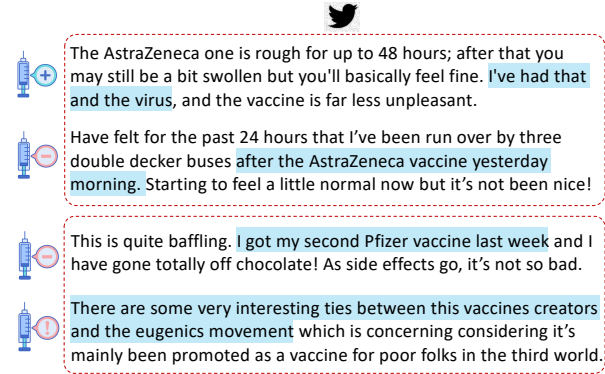 The AstraZeneca one is rough for up to 48 hours; after that you
may still be a bit swollen but you'll basically feel fine. I've had that
and the virus, and the vaccine is far less unpleasant.
Have felt for the past 24 hours that I've been run over by three
double decker buses after the AstraZeneca vaccine yesterday
morning. Starting to feel a little normal now but it's not been nice!
This is quite baffling. I got my second Pfizer vaccine last week and I
have gone totally off chocolate! As side effects go, it's not so bad.
There are some very interesting ties between this vaccines creators
and the eugenics movement which is concerning considering it's
mainly been promoted as a vaccine for poor folks in the third world.